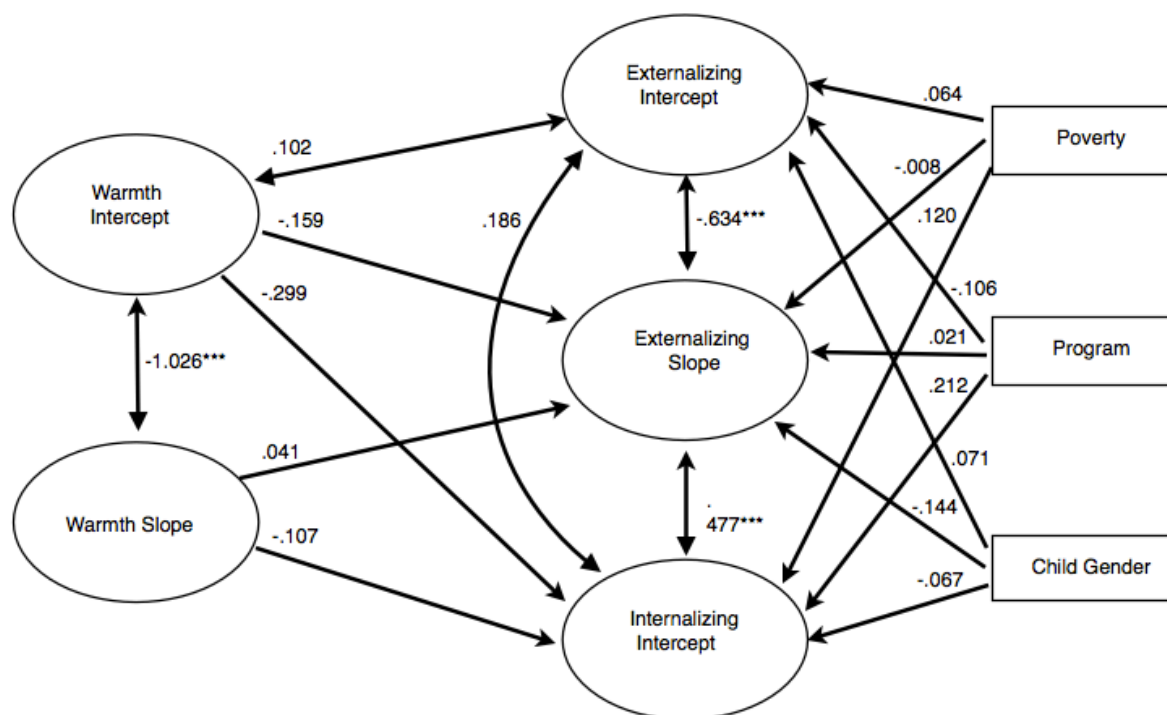 Externalizing
Intercept
.064
Poverty
.102
-.008
Warmth
Intercept
-.159
.186
-.634***
.120
-.299
-.106
Externalizing
Slope
.021
Program
-1.026***
.212
.041
.071
Warmth Slope
-.107
.
477***
-.144
Child Gender
-.067
Internalizing
Intercept